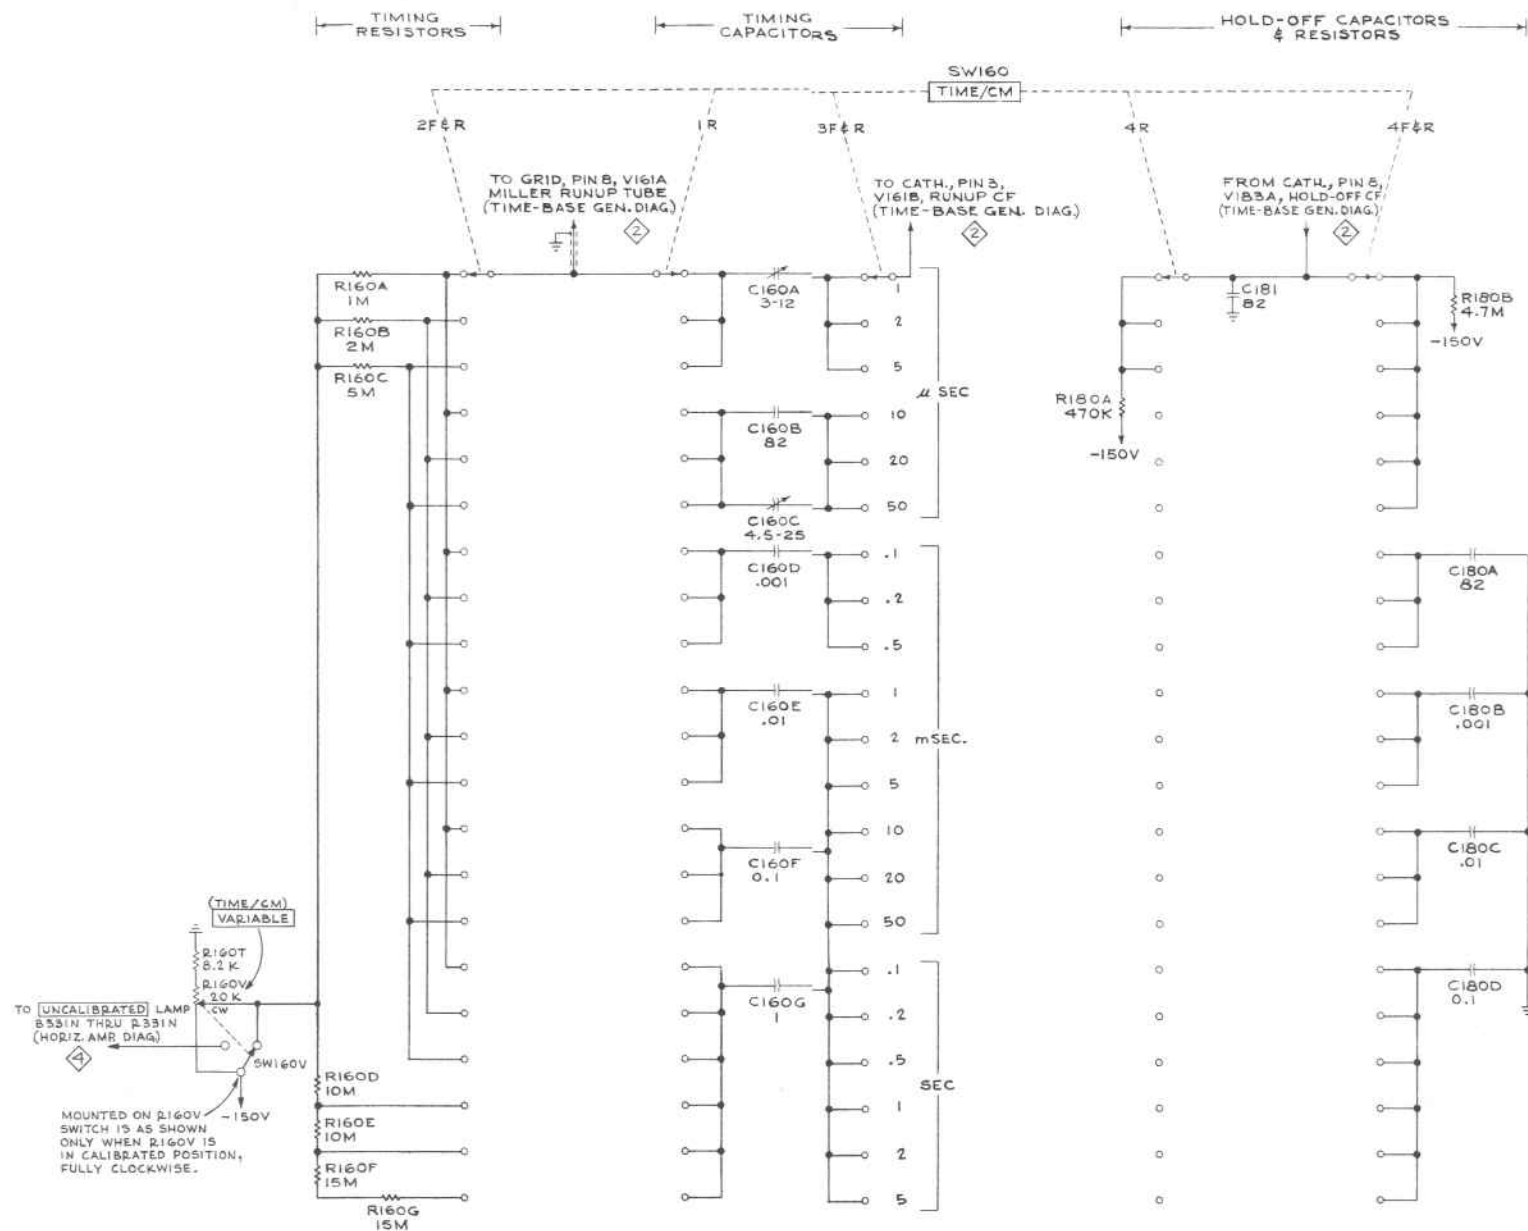 TIMING
RESISTORS
TIMING
CAPACITORS
HOLD-OFF CAPACITORS
& RESISTORS
SW160
TIME/CM
2F&R
1R
3F&R
4R
4F&R
TO GRID, PIN 8, V161A
MILLER RUNUP TUBE
(TIME-BASE GEN. DIAG.)
2
TO CATH., PIN 3,
V161B, RUNUP CF
(TIME-BASE GEN. DIAG.)
2
FROM CATH., PIN 8,
V183A, HOLD-OFF CF
(TIME-BASE GEN. DIAG.)
2
R160A
1M
R160B
2M
R160C
5M
C160A
3-12
C160B
82
C160C
4.5-25
C160D
.001
C160E
.01
C160F
0.1
C160G
1
1
2
5
10
20
50
µ SEC
.1
.2
.5
1
2
5
10
20
50
mSEC.
.1
.2
.5
1
2
5
SEC
C181
82
R180B
4.7M
-150V
R180A
470K
-150V
C180A
82
C180B
.001
C180C
.01
C180D
0.1
(TIME/CM)
VARIABLE
R160T
8.2K
R160V
20K
CW
TO UNCALIBRATED LAMP
B331N THRU R331N
(HORIZ. AMP. DIAG.)
4
SW160V
-150V
MOUNTED ON R160V
SWITCH IS AS SHOWN
ONLY WHEN R160V IS
IN CALIBRATED POSITION,
FULLY CLOCKWISE.
R160D
10M
R160E
10M
R160F
15M
R160G
15M